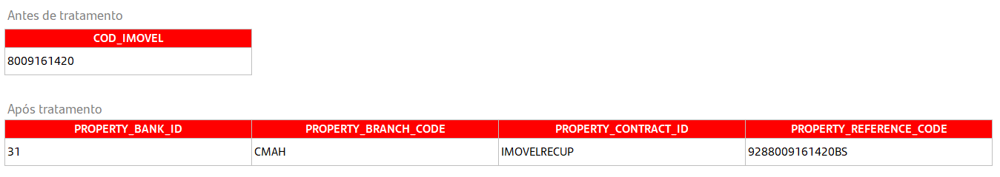 Antes de tratamento
COD_IMOVEL
8009161420
Após tratamento
PROPERTY_BANK_ID PROPERTY_BRANCH_CODE PROPERTY_CONTRACT_ID PROPERTY_REFERENCE_CODE
31 CMAH IMOVELRECUP 9288009161420BS